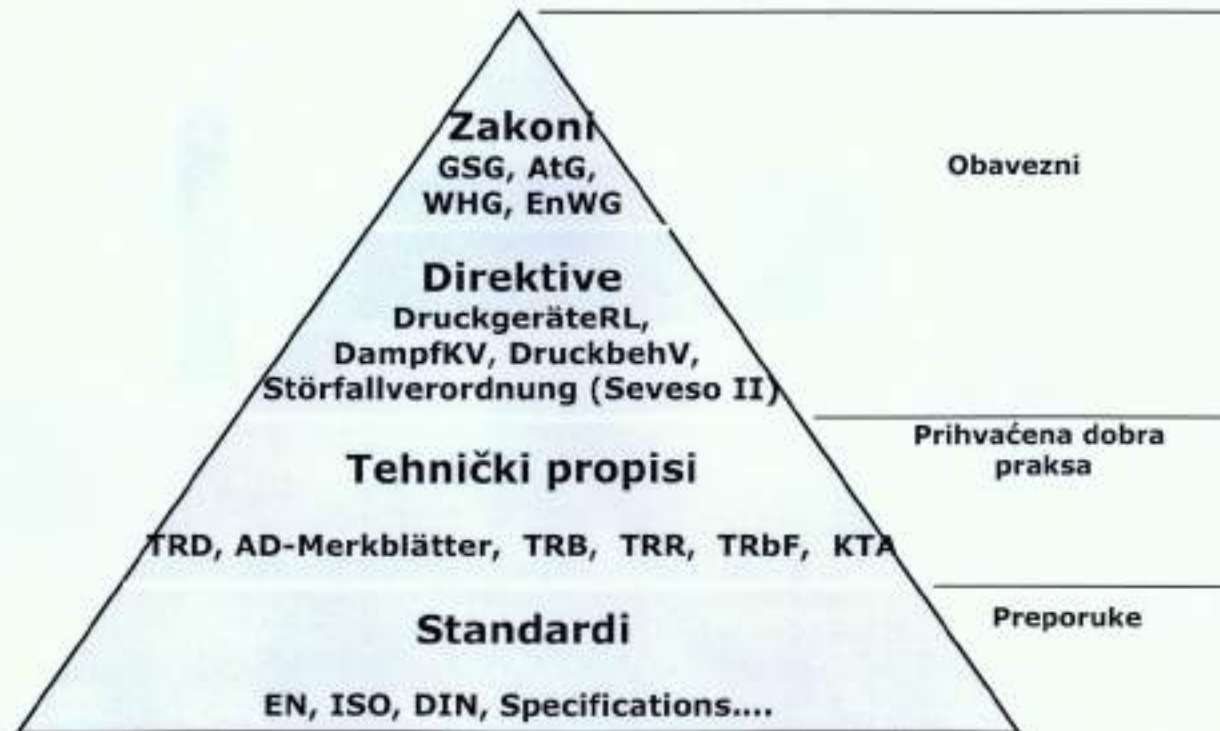 Zakoni
GSG, AtG,
WHG, EnWG
Obavezni
Direktive
DruckgeräteRL,
DampfKV, DruckbehV,
Störfallverordnung (Seveso II)
Prihvaćena dobra
praksa
Tehnički propisi
TRD, AD-Merkblätter, TRB, TRR, TRbF, KTA
Preporuke
Standardi
EN, ISO, DIN, Specifications....